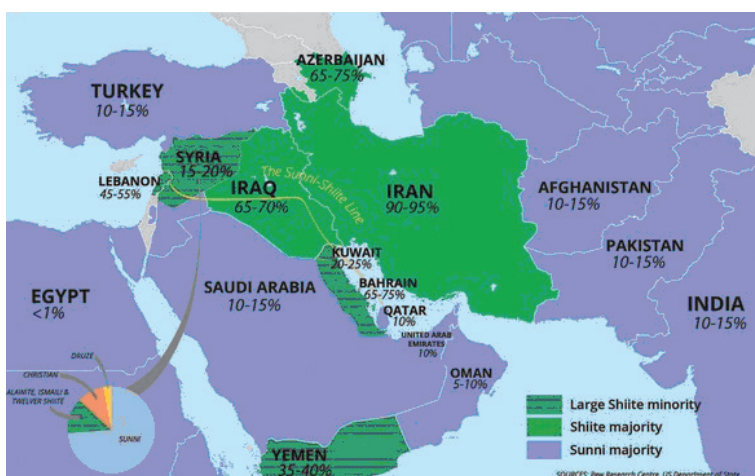 AZERBAIJAN
65-75%
TURKEY
10-15%
SYRIA
15-20%
LEBANON
45-55%
IRAQ
65-70%
The Sunni-Shiite Line
IRAN
90-95%
AFGHANISTAN
10-15%
PAKISTAN
10-15%
KUWAIT
20-25%
SAUDI ARABIA
10-15%
BAHRAIN
65-75%
EGYPT
<1%
QATAR
10%
INDIA
10-15%
UNITED ARAB
EMIRATES
10%
OMAN
5-10%
DRUZE
CHRISTIAN
ALAWITE, ISMAILI &
TWELVER SHIITE
SUNNI
YEMEN
35-40%
Large Shiite minority
Shiite majority
Sunni majority
SOURCES: Pew Research Centre, US Department of State